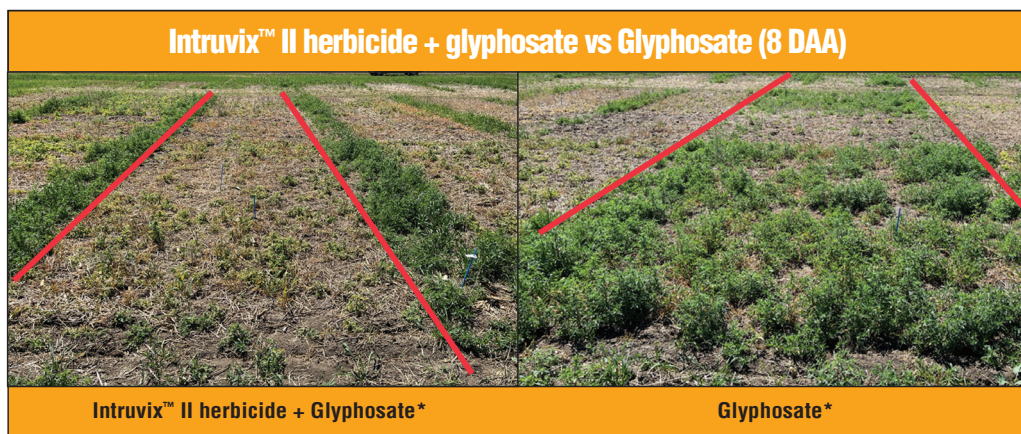 Intruvix™ II herbicide + glyphosate vs Glyphosate (8 DAA)
Intruvix™ II herbicide + Glyphosate*
Glyphosate*